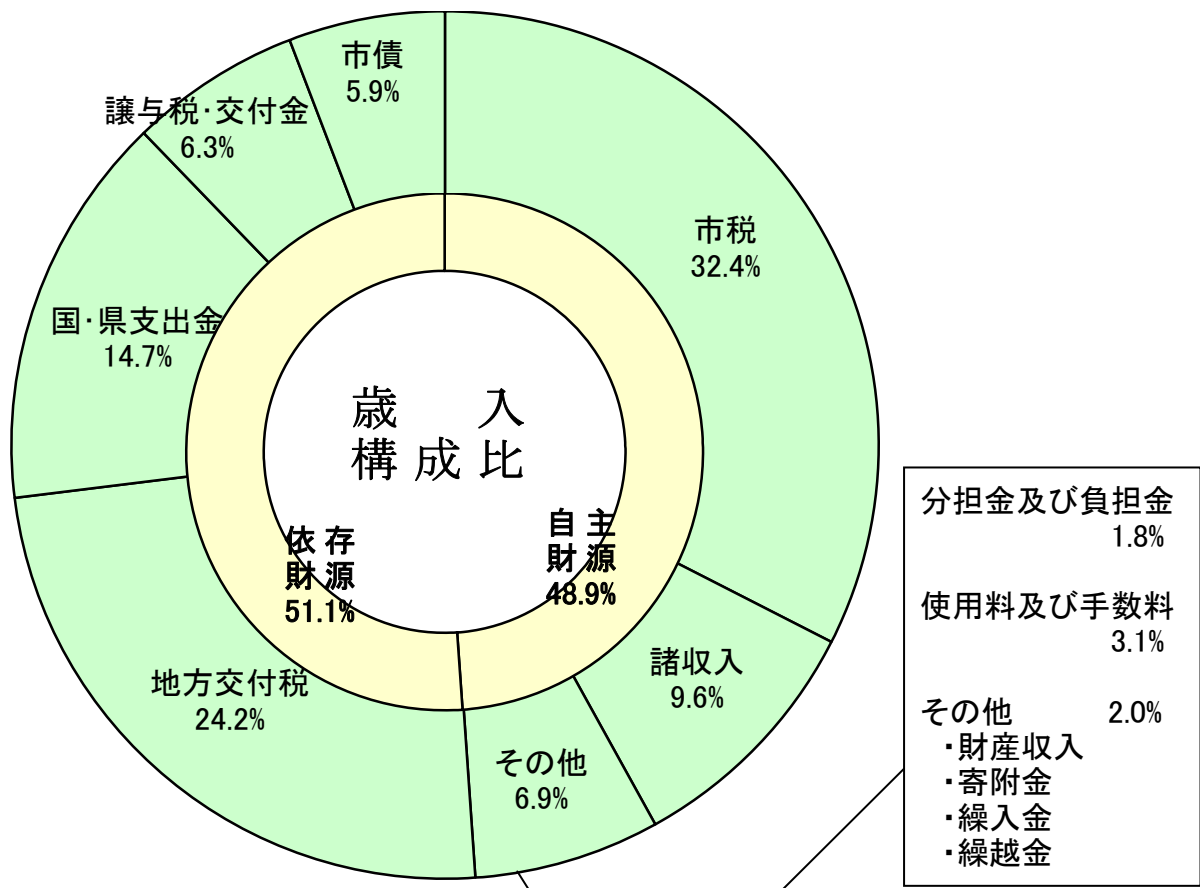 市債
5.9%
譲与税･交付金
6.3%
市税
32.4%
国･県支出金
14.7%
歳　入
構成比
依存
財源
51.1%
自主
財源
48.9%
地方交付税
24.2%
諸収入
9.6%
その他
6.9%
分担金及び負担金
1.8%
使用料及び手数料
3.1%
その他 2.0%
・財産収入
・寄附金
・繰入金
・繰越金